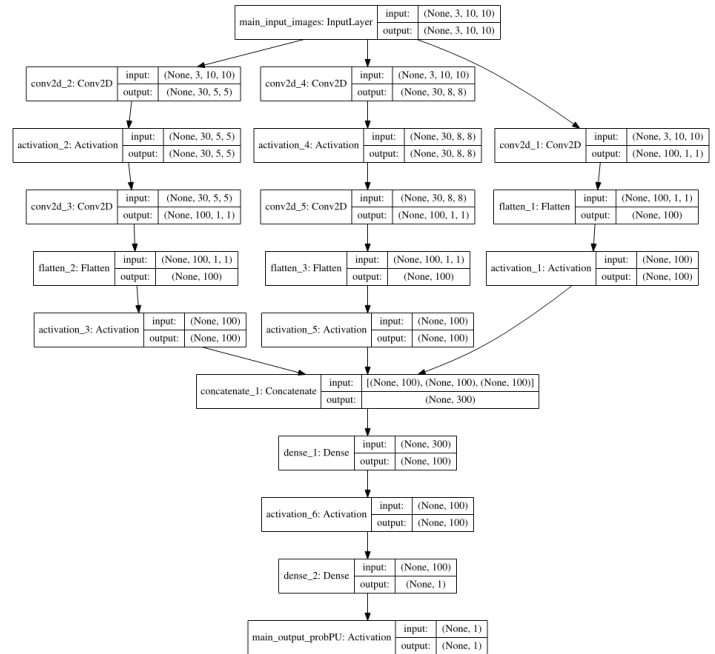 main_input_images: InputLayer input: (None, 3, 10, 10)
output: (None, 3, 10, 10)
conv2d_2: Conv2D input: (None, 3, 10, 10)
output: (None, 30, 5, 5)
conv2d_4: Conv2D input: (None, 3, 10, 10)
output: (None, 30, 8, 8)
activation_2: Activation input: (None, 30, 5, 5)
output: (None, 30, 5, 5)
activation_4: Activation input: (None, 30, 8, 8)
output: (None, 30, 8, 8)
conv2d_1: Conv2D input: (None, 3, 10, 10)
output: (None, 100, 1, 1)
conv2d_3: Conv2D input: (None, 30, 5, 5)
output: (None, 100, 1, 1)
conv2d_5: Conv2D input: (None, 30, 8, 8)
output: (None, 100, 1, 1)
flatten_1: Flatten input: (None, 100, 1, 1)
output: (None, 100)
flatten_2: Flatten input: (None, 100, 1, 1)
output: (None, 100)
flatten_3: Flatten input: (None, 100, 1, 1)
output: (None, 100)
activation_1: Activation input: (None, 100)
output: (None, 100)
activation_3: Activation input: (None, 100)
output: (None, 100)
activation_5: Activation input: (None, 100)
output: (None, 100)
concatenate_1: Concatenate input: [(None, 100), (None, 100), (None, 100)]
output: (None, 300)
dense_1: Dense input: (None, 300)
output: (None, 100)
activation_6: Activation input: (None, 100)
output: (None, 100)
dense_2: Dense input: (None, 100)
output: (None, 1)
main_output_probPU: Activation input: (None, 1)
output: (None, 1)